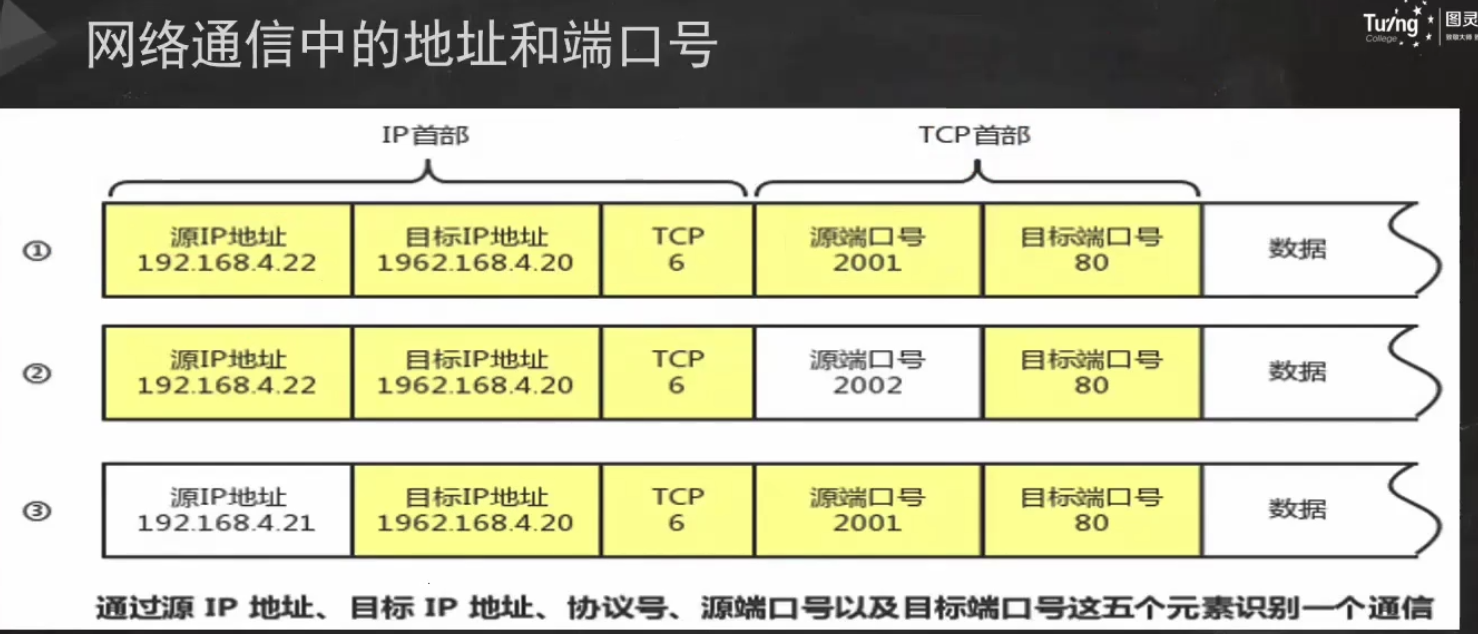 网络通信中的地址和端口号
Turing
College
图灵
IP首部
TCP首部
①
源IP地址
192.168.4.22
目标IP地址
1962.168.4.20
TCP
6
源端口号
2001
目标端口号
80
数据
②
源IP地址
192.168.4.22
目标IP地址
1962.168.4.20
TCP
6
源端口号
2002
目标端口号
80
数据
③
源IP地址
192.168.4.21
目标IP地址
1962.168.4.20
TCP
6
源端口号
2001
目标端口号
80
数据
通过源 IP 地址、目标 IP 地址、协议号、源端口号以及目标端口号这五个元素识别一个通信